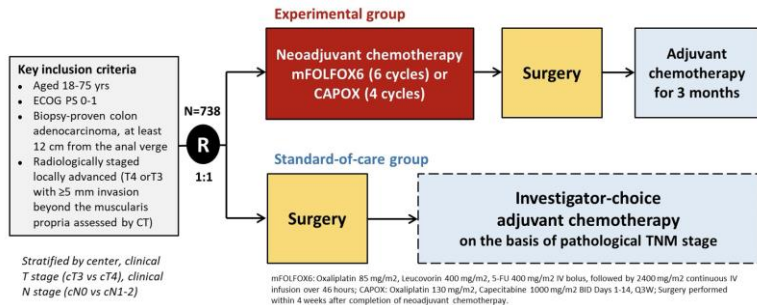 Key inclusion criteria
• Aged 18-75 yrs
• ECOG PS 0-1
• Biopsy-proven colon
adenocarcinoma, at least
12 cm from the anal verge
• Radiologically staged
locally advanced (T4 orT3
with ≥5 mm invasion
beyond the muscularis
propria assessed by CT)
Stratified by center, clinical
T stage (cT3 vs cT4), clinical
N stage (cN0 vs cN1-2)
N=738
R
1:1
Experimental group
Neoadjuvant chemotherapy
mFOLFOX6 (6 cycles) or
CAPOX (4 cycles)
Surgery
Adjuvant
chemotherapy
for 3 months
Standard-of-care group
Surgery
Investigator-choice
adjuvant chemotherapy
on the basis of pathological TNM stage
mFOLFOX6: Oxaliplatin 85 mg/m2, Leucovorin 400 mg/m2, 5-FU 400 mg/m2 IV bolus, followed by 2400 mg/m2 continuous IV
infusion over 46 hours; CAPOX: Oxaliplatin 130 mg/m2, Capecitabine 1000 mg/m2 BID Days 1-14, Q3W; Surgery performed
within 4 weeks after completion of neoadjuvant chemotherpay.